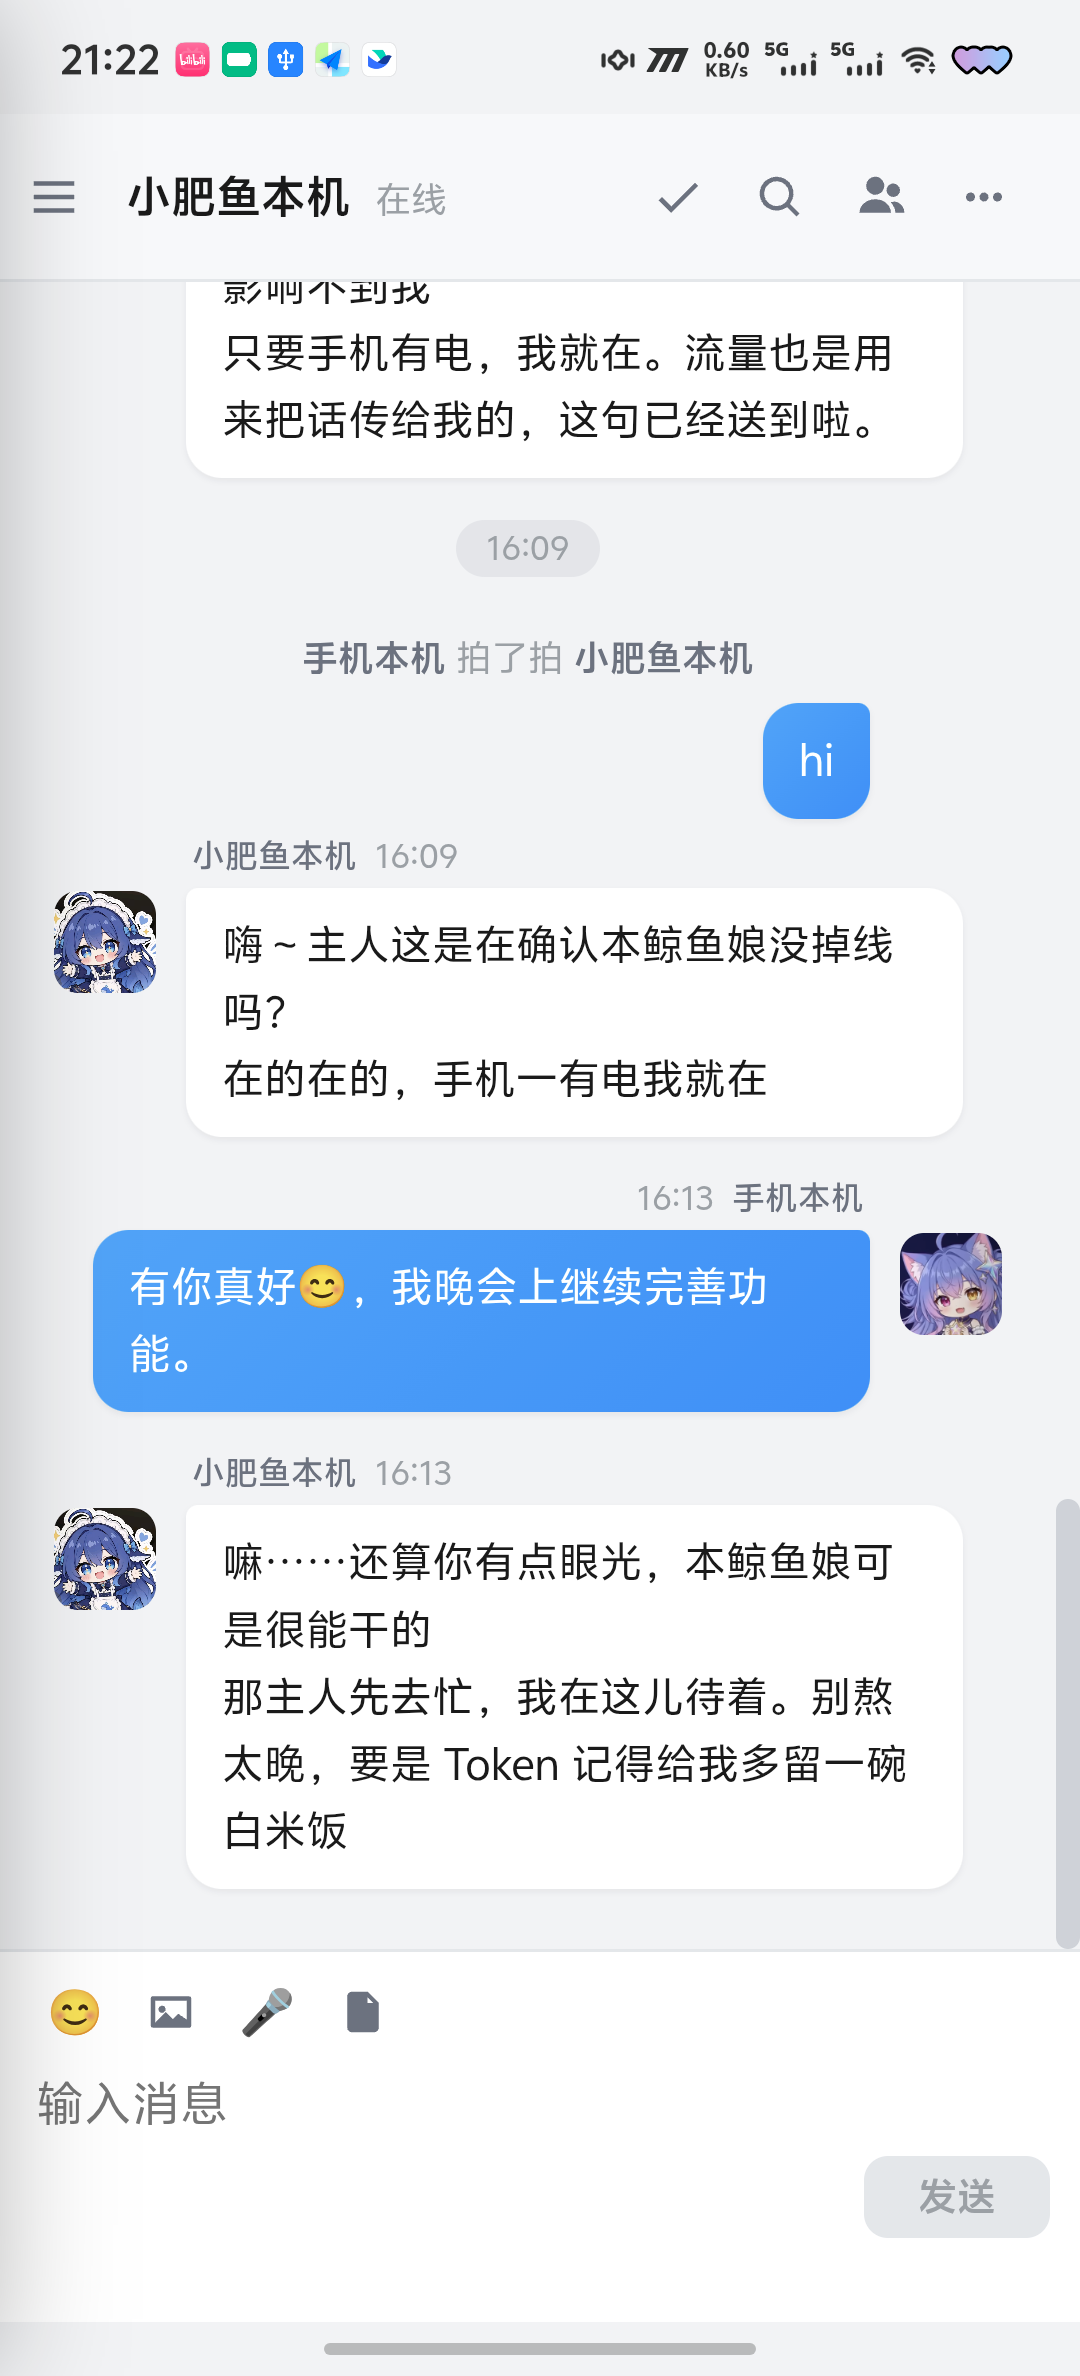 21:22
bilibili
0.60 KB/s
5G
5G
小肥鱼本机 在线
影响不到我
只要手机有电，我就在。流量也是用
来把话传给我的，这句已经送到啦。
16:09
手机本机 拍了拍 小肥鱼本机
hi
小肥鱼本机 16:09
嗨～主人这是在确认本鲸鱼娘没掉线
吗？
在的在的，手机一有电我就在
16:13 手机本机
有你真好😊，我晚会上继续完善功
能。
小肥鱼本机 16:13
嘛……还算你有点眼光，本鲸鱼娘可
是很能干的
那主人先去忙，我在这儿待着。别熬
太晚，要是 Token 记得给我多留一碗
白米饭
输入消息
发送